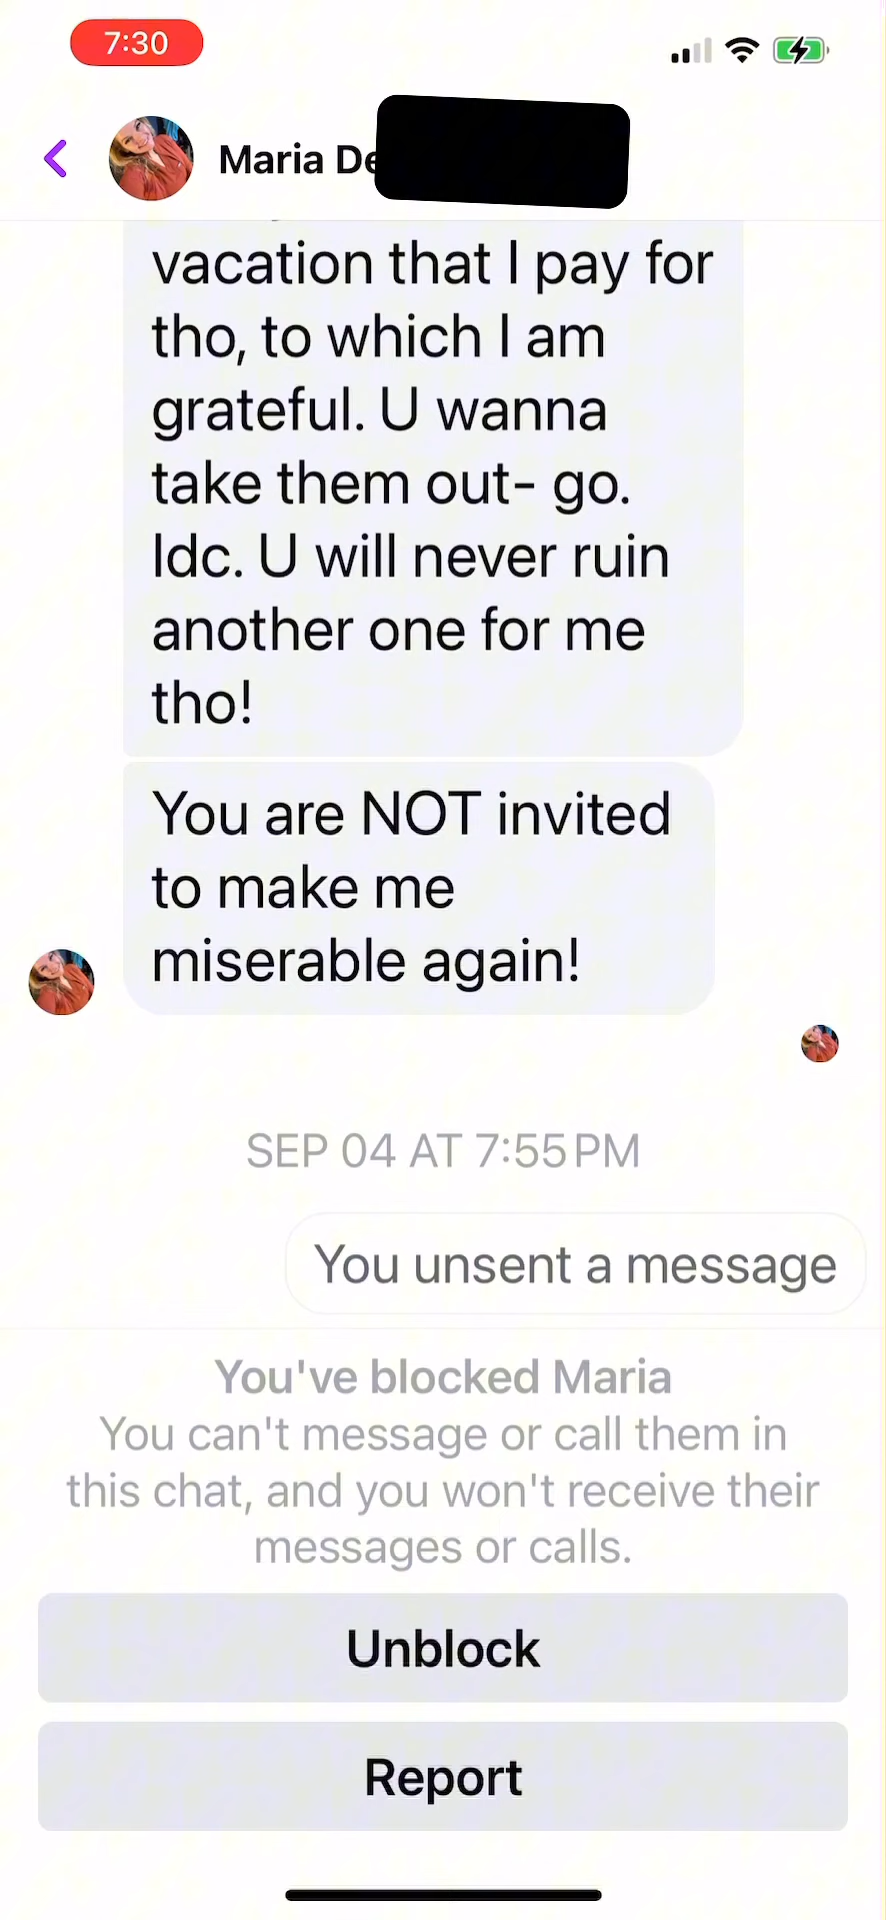 7:30
Maria De
vacation that I pay for
tho, to which I am
grateful. U wanna
take them out- go.
Idc. U will never ruin
another one for me
tho!
You are NOT invited
to make me
miserable again!
SEP 04 AT 7:55 PM
You unsent a message
You've blocked Maria
You can't message or call them in
this chat, and you won't receive their
messages or calls.
Unblock
Report